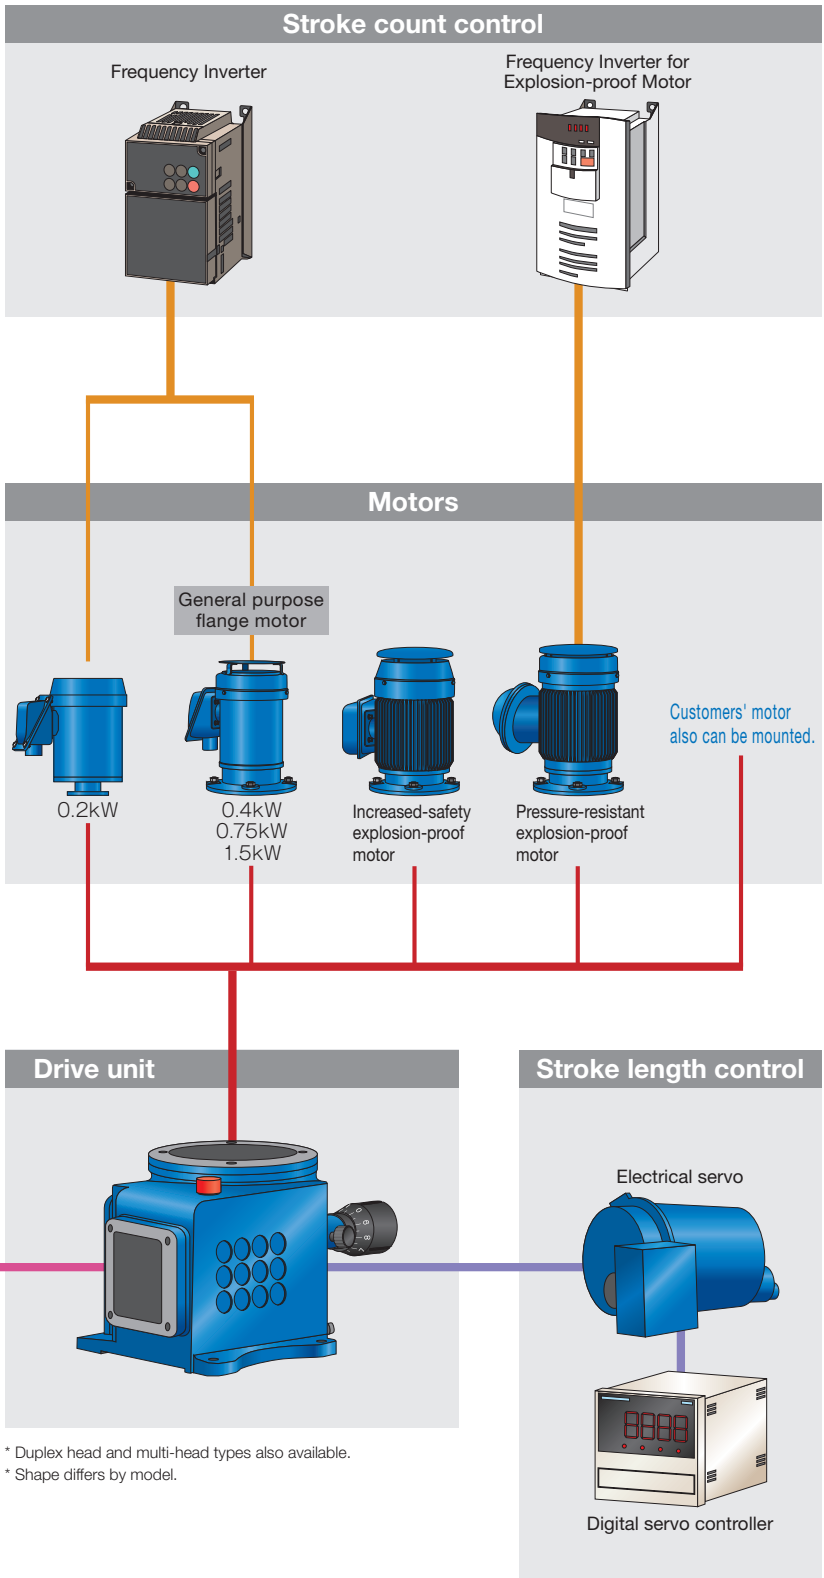 Stroke count control
Frequency Inverter
Frequency Inverter for
Explosion-proof Motor
Motors
General purpose
flange motor
Customers' motor
also can be mounted.
0.2kW
0.4kW
0.75kW
1.5kW
Increased-safety
explosion-proof
motor
Pressure-resistant
explosion-proof
motor
Drive unit
Stroke length control
Electrical servo
* Duplex head and multi-head types also available.
* Shape differs by model.
Digital servo controller